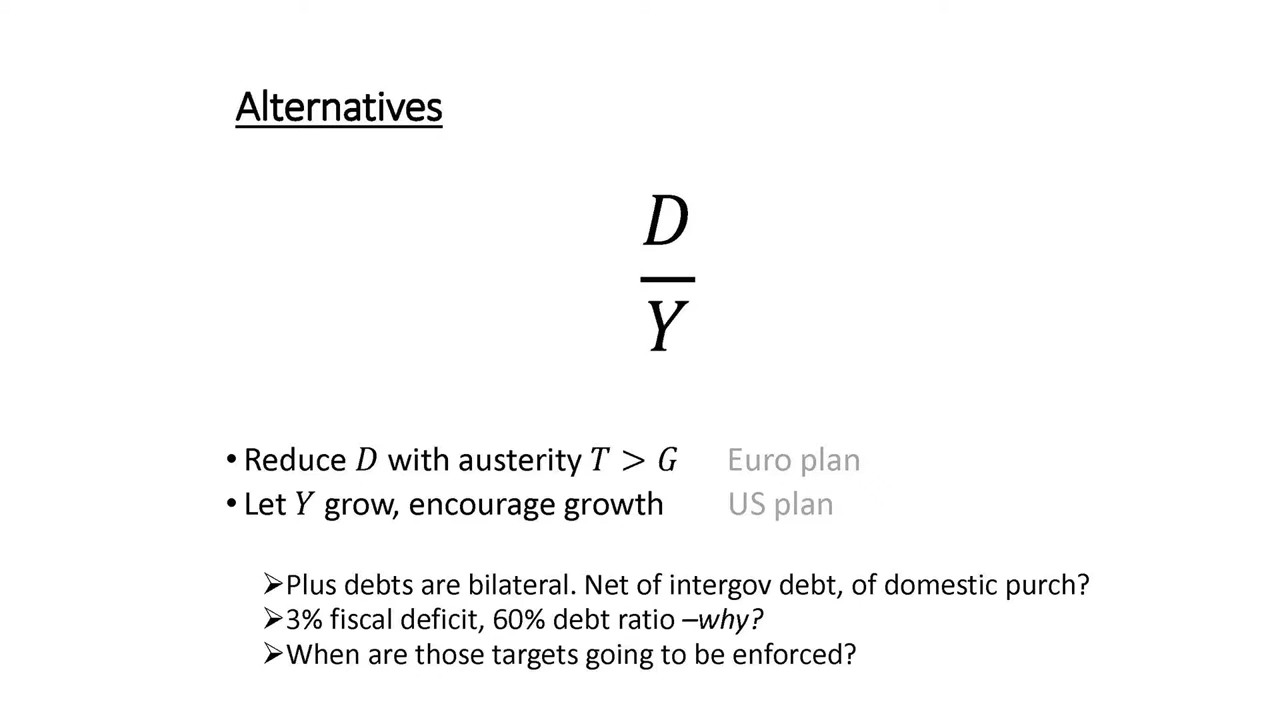 Alternatives
D
Y
• Reduce D with austerity T > G Euro plan
• Let Y grow, encourage growth US plan
➢Plus debts are bilateral. Net of intergov debt, of domestic purch?
➢3% fiscal deficit, 60% debt ratio –why?
➢When are those targets going to be enforced?